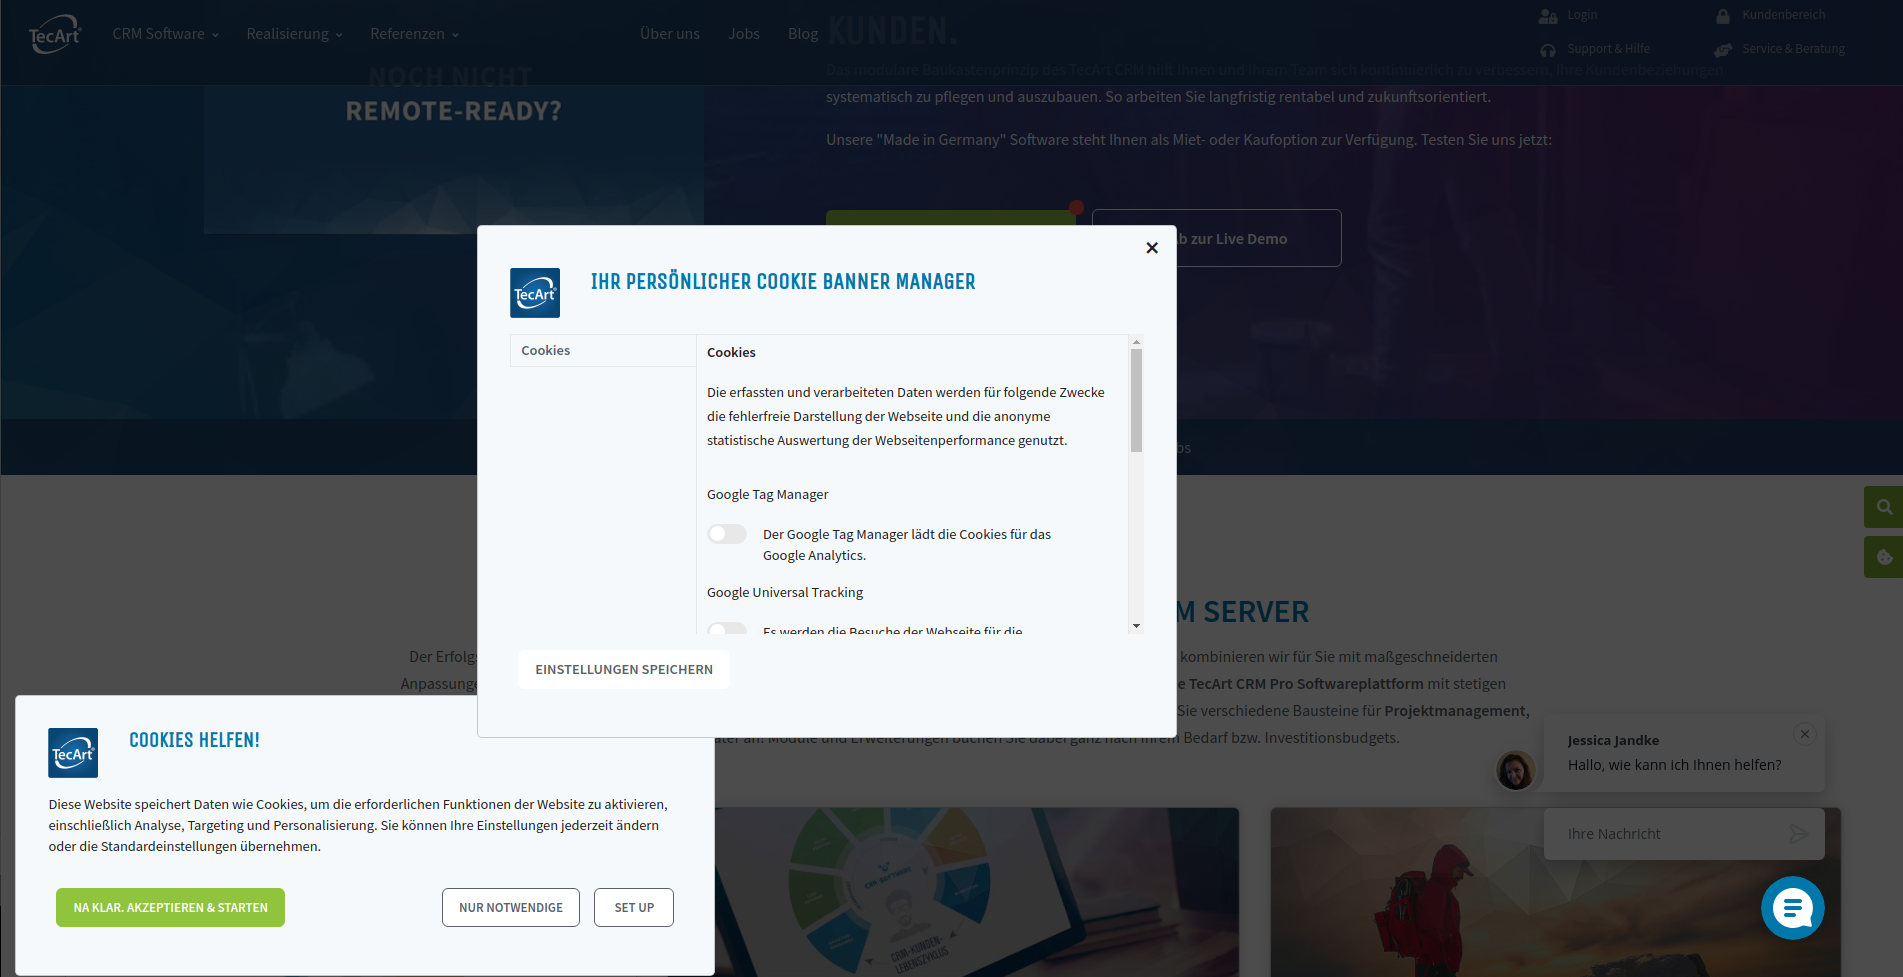 TecArt
CRM Software
Realisierung
Referenzen
Über uns
Jobs
Blog
KUNDEN.
Login
Kundenbereich
Support & Hilfe
Service & Beratung
NOCH NICHT
REMOTE-READY?
Das modulare Baukastenprinzip des TecArt CRM hilft Ihnen und Ihrem Team sich kontinuierlich zu verbessern, Ihre Kundenbeziehungen
systematisch zu pflegen und auszubauen. So arbeiten Sie langfristig rentabel und zukunftsorientiert.
Unsere "Made in Germany" Software steht Ihnen als Miet- oder Kaufoption zur Verfügung. Testen Sie uns jetzt:
b zur Live Demo
TecArt
IHR PERSÖNLICHER COOKIE BANNER MANAGER
Cookies
Cookies
Die erfassten und verarbeiteten Daten werden für folgende Zwecke
die fehlerfreie Darstellung der Webseite und die anonyme
statistische Auswertung der Webseitenperformance genutzt.
Google Tag Manager
Der Google Tag Manager lädt die Cookies für das
Google Analytics.
Google Universal Tracking
Es werden die Besuche der Webseite für die
EINSTELLUNGEN SPEICHERN
bs
M SERVER
Der Erfolg
kombinieren wir für Sie mit maßgeschneiderten
Anpassunge
e TecArt CRM Pro Softwareplattform mit stetigen
Sie verschiedene Bausteine für Projektmanagement,
ater an! Module und Erweiterungen buchen Sie dabei ganz nach Ihrem Bedarf bzw. Investitionsbudgets.
TecArt
COOKIES HELFEN!
Diese Website speichert Daten wie Cookies, um die erforderlichen Funktionen der Website zu aktivieren,
einschließlich Analyse, Targeting und Personalisierung. Sie können Ihre Einstellungen jederzeit ändern
oder die Standardeinstellungen übernehmen.
NA KLAR. AKZEPTIEREN & STARTEN
NUR NOTWENDIGE
SET UP
CRM-SOFTWARE
CRM-KUNDEN-
LEBENSZYKLUS
Jessica Jandke
Hallo, wie kann ich Ihnen helfen?
Ihre Nachricht